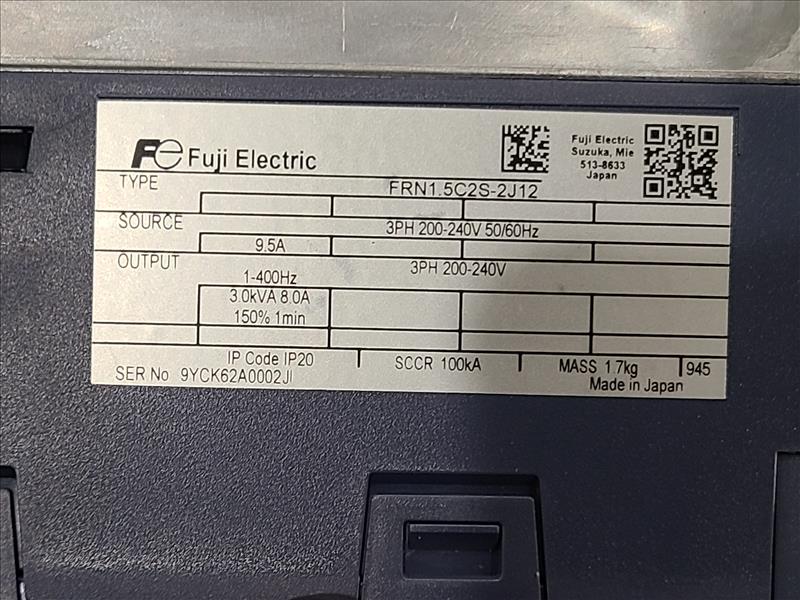 Fe Fuji Electric
Fuji Electric
Suzuka, Mie
513-8633
Japan
TYPE FRN1.5C2S-2J12
SOURCE 3PH 200-240V 50/60Hz
9.5A
OUTPUT 3PH 200-240V
1-400Hz
3.0kVA 8.0A
150% 1min
IP Code IP20 SCCR 100kA MASS 1.7kg 945
SER No 9YCK62A0002JI Made in Japan